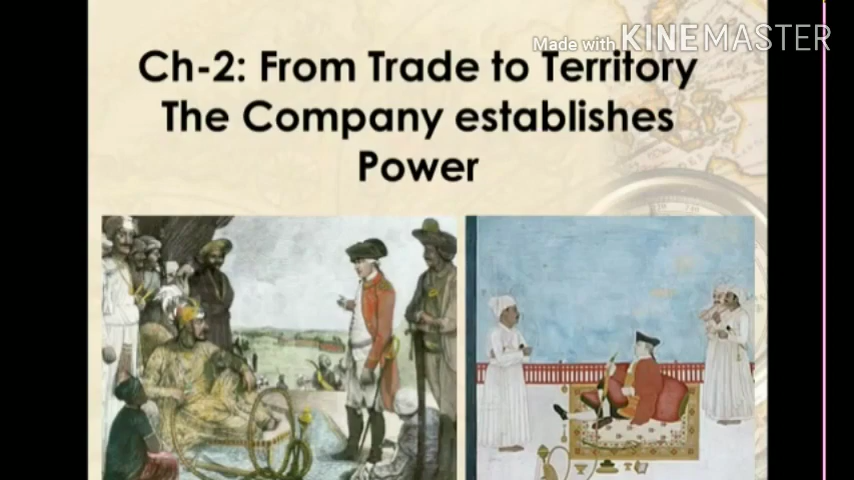 Made with KINEMASTER
Ch-2: From Trade to Territory
The Company establishes
Power